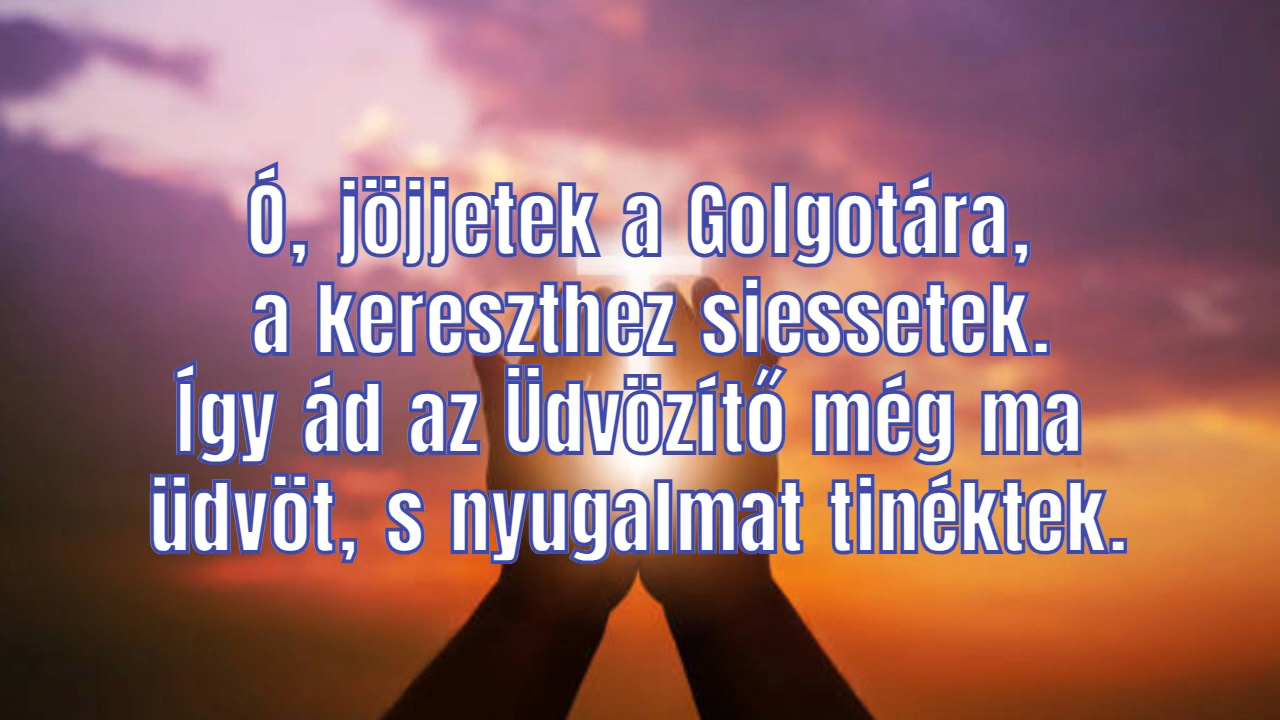 Ó, jöjjetek a Golgotára,
a kereszthez siessetek.
Így ád az Üdvözítő még ma
üdvöt, s nyugalmat tinéktek.